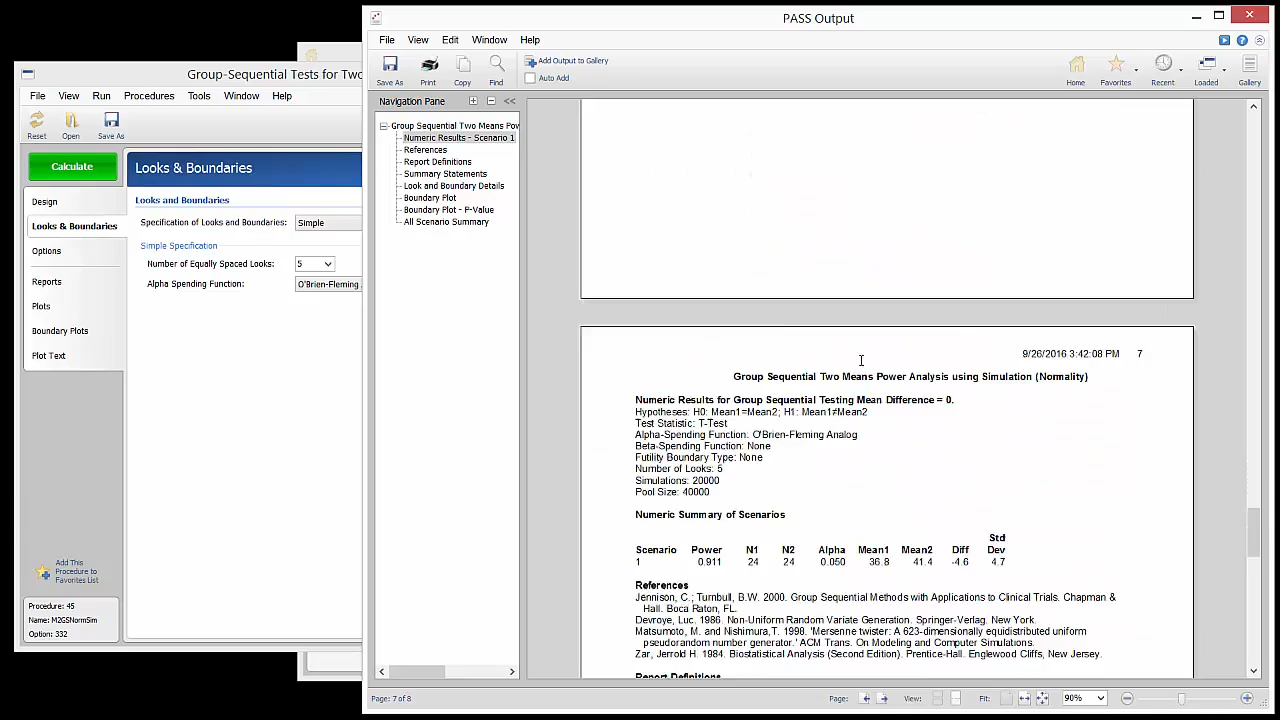 PASS Output
File View Edit Window Help
Save As Print Copy Find
Add Output to Gallery
Auto Add
Home Favorites Recent Loaded Gallery
Group-Sequential Tests for Two
File View Run Procedures Tools Window Help
Reset Open Save As
Calculate
Design
Looks & Boundaries
Options
Reports
Plots
Boundary Plots
Plot Text
Add This
Procedure to
Favorites List
Procedure: 45
Name: M2GSNormSim
Option: 332
Looks & Boundaries
Looks and Boundaries
Specification of Looks and Boundaries: Simple
Simple Specification
Number of Equally Spaced Looks: 5
Alpha Spending Function: O'Brien-Fleming
Navigation Pane <<
Group Sequential Two Means Pov
Numeric Results - Scenario 1
References
Report Definitions
Summary Statements
Look and Boundary Details
Boundary Plot
Boundary Plot - P-Value
All Scenario Summary
9/26/2016 3:42:08 PM 7
Group Sequential Two Means Power Analysis using Simulation (Normality)
Numeric Results for Group Sequential Testing Mean Difference = 0.
Hypotheses: H0: Mean1=Mean2; H1: Mean1≠Mean2
Test Statistic: T-Test
Alpha-Spending Function: O'Brien-Fleming Analog
Beta-Spending Function: None
Futility Boundary Type: None
Number of Looks: 5
Simulations: 20000
Pool Size: 40000
Numeric Summary of Scenarios
Std
Scenario Power N1 N2 Alpha Mean1 Mean2 Diff Dev
1 0.911 24 24 0.050 36.8 41.4 -4.6 4.7
References
Jennison, C.; Turnbull, B.W. 2000. Group Sequential Methods with Applications to Clinical Trials. Chapman &
Hall. Boca Raton, FL.
Devroye, Luc. 1986. Non-Uniform Random Variate Generation. Springer-Verlag. New York.
Matsumoto, M. and Nishimura,T. 1998. 'Mersenne twister: A 623-dimensionally equidistributed uniform
pseudorandom number generator.' ACM Trans. On Modeling and Computer Simulations.
Zar, Jerrold H. 1984. Biostatistical Analysis (Second Edition). Prentice-Hall. Englewood Cliffs, New Jersey.
Report Definitions
Page: 7 of 8 Page: View: Fit: 90%